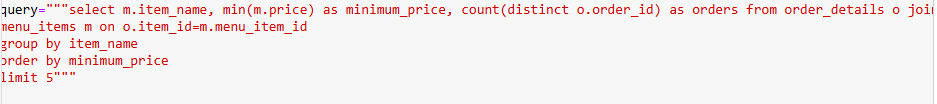 query="""select m.item_name, min(m.price) as minimum_price, count(distinct o.order_id) as orders from order_details o join
menu_items m on o.item_id=m.menu_item_id
group by item_name
order by minimum_price
limit 5"""